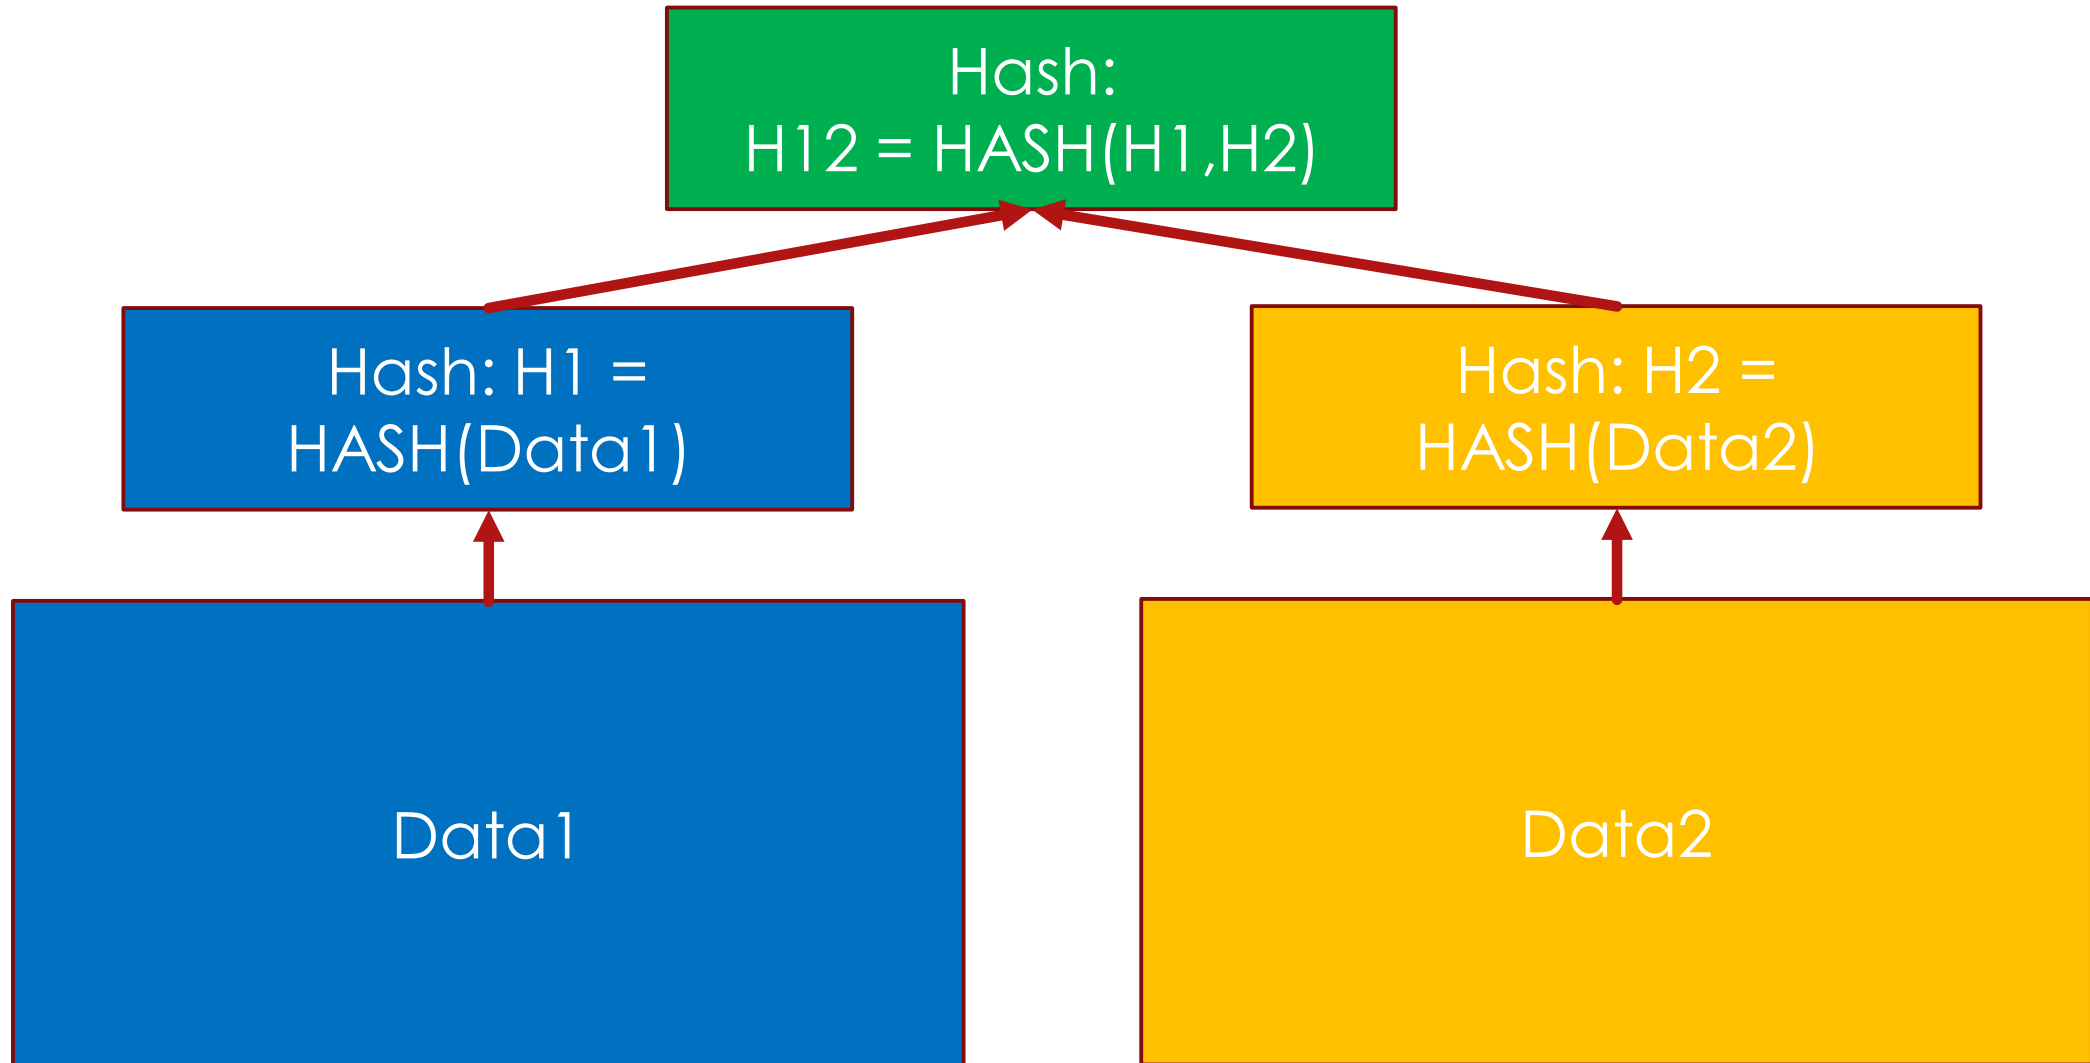 Hash:
H12 = HASH(H1,H2)
Hash: H1 =
HASH(Data1)
Hash: H2 =
HASH(Data2)
Data1
Data2